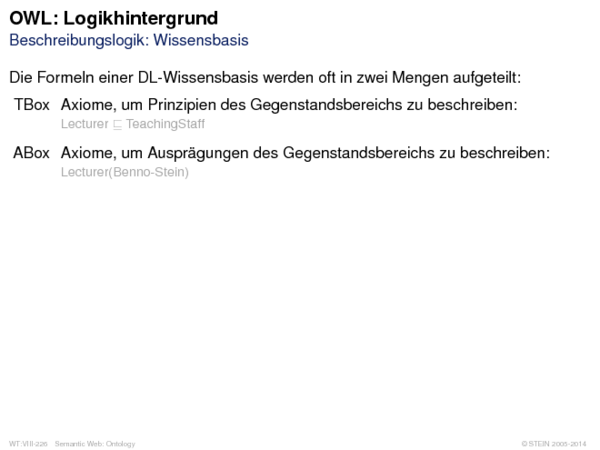 OWL: Logikhintergrund
Beschreibungslogik: Wissensbasis
Die Formeln einer DL-Wissensbasis werden oft in zwei Mengen aufgeteilt:
TBox Axiome, um Prinzipien des Gegenstandsbereichs zu beschreiben:
Lecturer ⊑ TeachingStaff
ABox Axiome, um Ausprägungen des Gegenstandsbereichs zu beschreiben:
Lecturer(Benno-Stein)
WT:VIII-226 Semantic Web: Ontology © STEIN 2005-2014